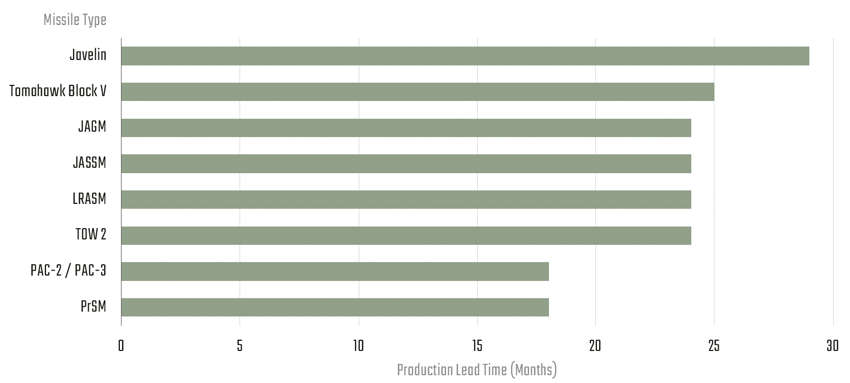 Missile Type
Javelin
Tomahawk Block V
JAGM
JASSM
LRASM
TOW 2
PAC-2 / PAC-3
PrSM
0 5 10 15 20 25 30
Production Lead Time (Months)